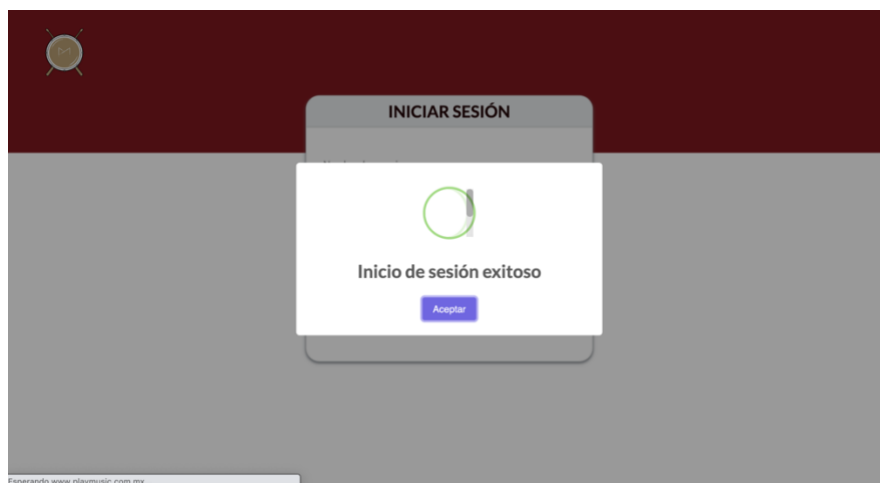 INICIAR SESIÓN
Inicio de sesión exitoso
Aceptar
Esperando www.playmusic.com.mx